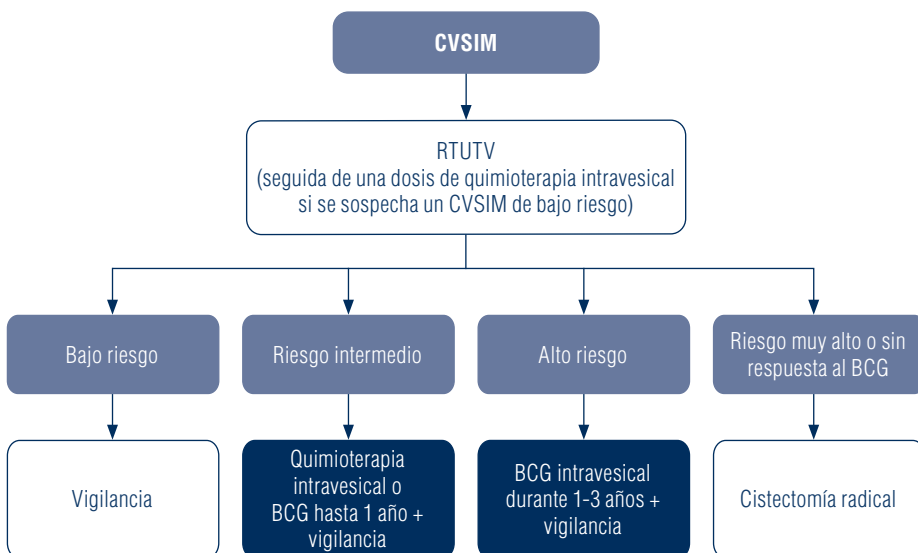 CVSIM
RTUTV
(seguida de una dosis de quimioterapia intravesical
si se sospecha un CVSIM de bajo riesgo)
Bajo riesgo
Riesgo intermedio
Alto riesgo
Riesgo muy alto o sin
respuesta al BCG
Vigilancia
Quimioterapia
intravesical o
BCG hasta 1 año +
vigilancia
BCG intravesical
durante 1-3 años +
vigilancia
Cistectomía radical